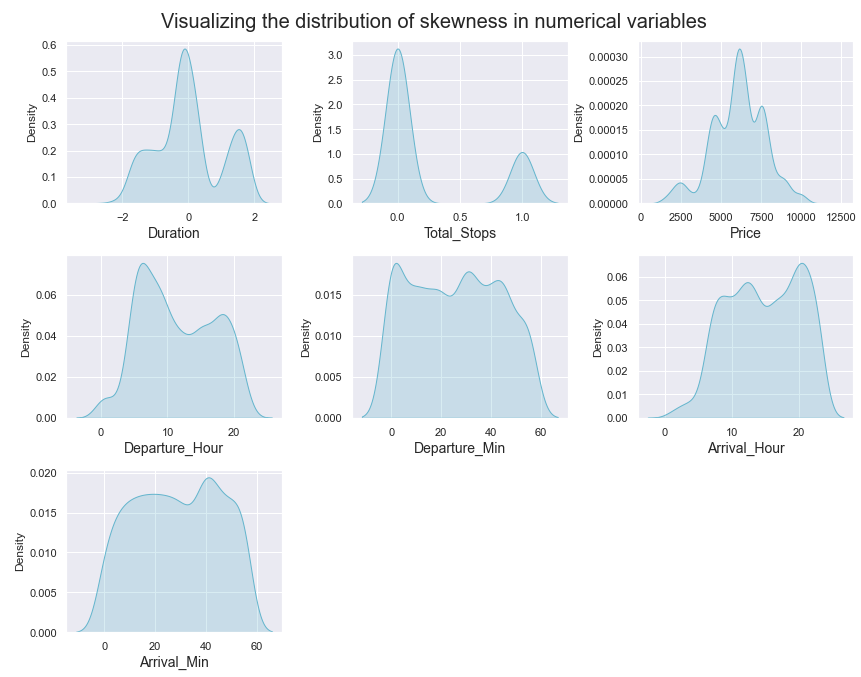 Visualizing the distribution of skewness in numerical variables
0.6
0.5
0.4
0.3
0.2
0.1
0.0
Density
−2 0 2
Duration
3.0
2.5
2.0
1.5
1.0
0.5
0.0
Density
0.0 0.5 1.0
Total_Stops
0.00030
0.00025
0.00020
0.00015
0.00010
0.00005
0.00000
Density
0 2500 5000 7500 10000 12500
Price
0.06
0.04
0.02
0.00
Density
0 10 20
Departure_Hour
0.015
0.010
0.005
0.000
Density
0 20 40 60
Departure_Min
0.06
0.05
0.04
0.03
0.02
0.01
0.00
Density
0 10 20
Arrival_Hour
0.020
0.015
0.010
0.005
0.000
Density
0 20 40 60
Arrival_Min